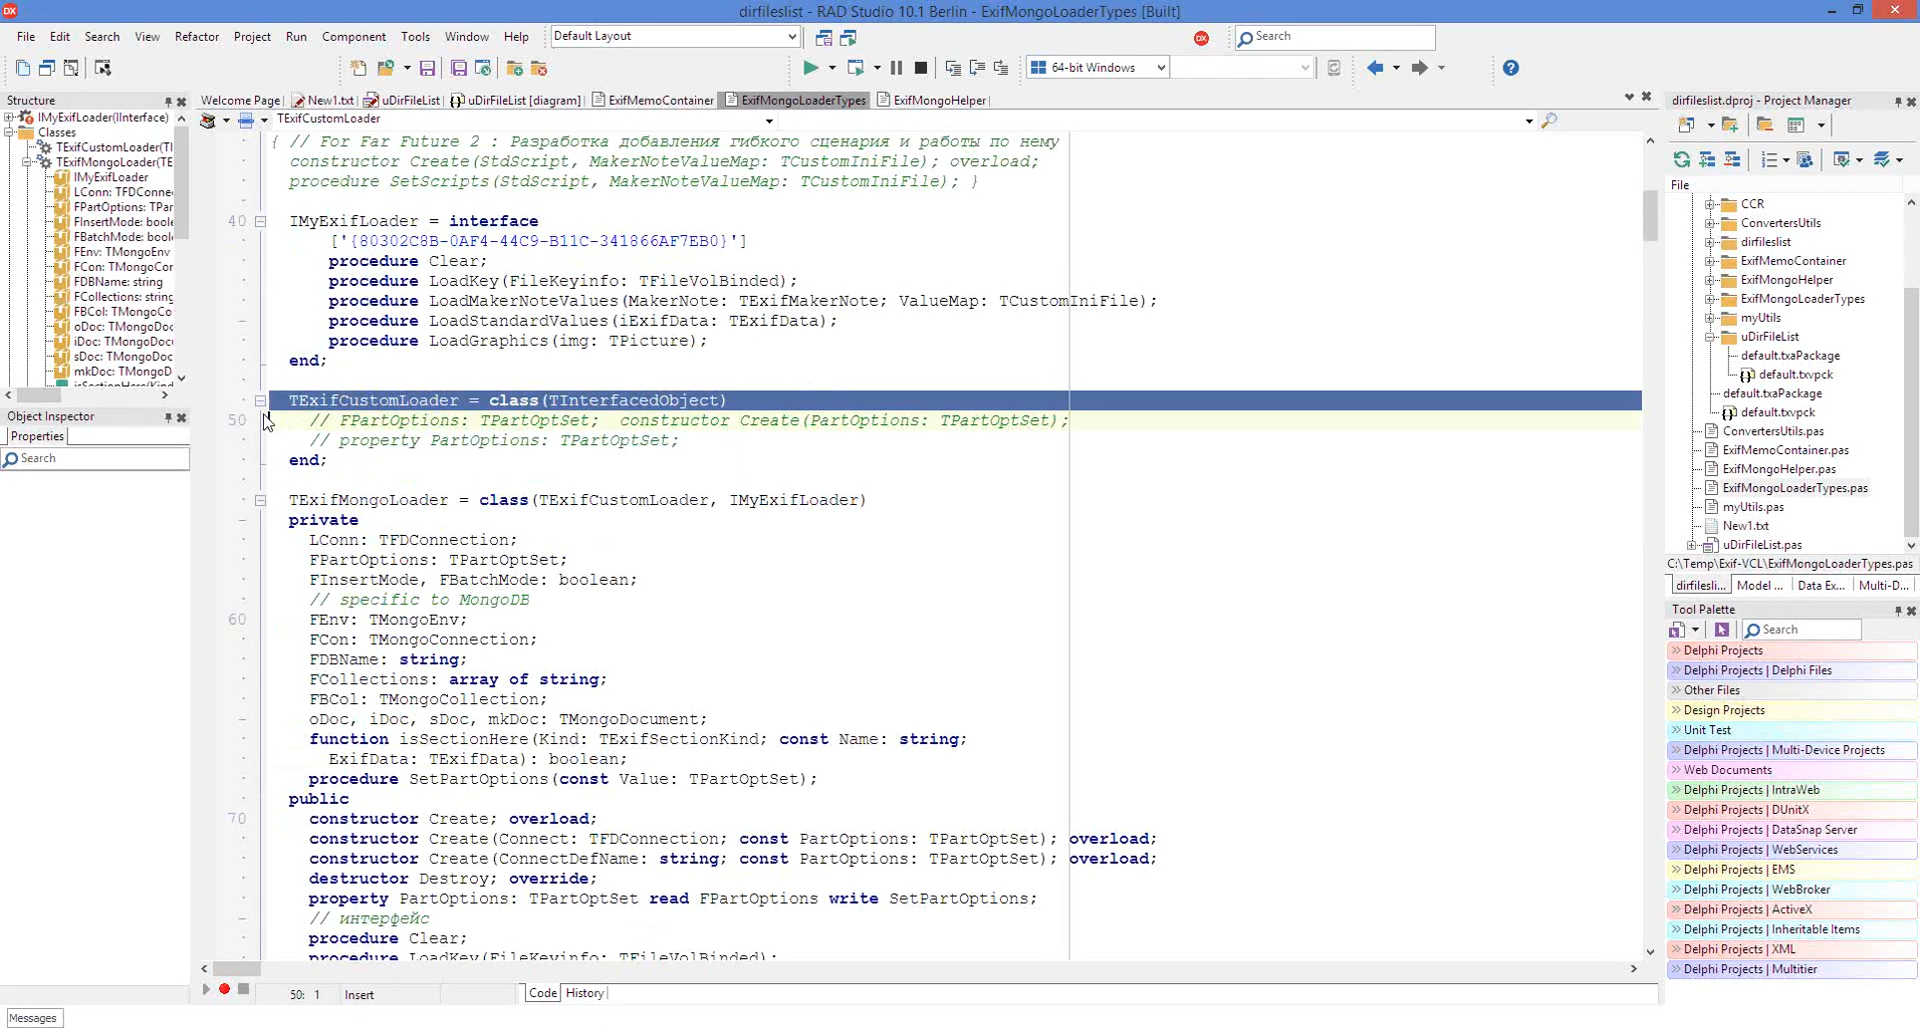 dirfileslist - RAD Studio 10.1 Berlin - ExifMongoLoaderTypes [Built]
File Edit Search View Refactor Project Run Component Tools Window Help
Default Layout
Search
64-bit Windows
Structure
IMyExifLoader(IInterface)
Classes
TExifCustomLoader(TI
TExifMongoLoader(TE
IMyExifLoader
LConn: TFDConne
FPartOptions: TPar
FInsertMode: boole
FBatchMode: boole
FEnv: TMongoEnv
FCon: TMongoCor
FDBName: string
FCollections: string
FBCol: TMongoCo
oDoc: TMongoDoc
iDoc: TMongoDoc
sDoc: TMongoDoc
mkDoc: TMongoD
isSectionHere(Kind
Object Inspector
Properties
Search
Welcome Page New1.txt uDirFileList uDirFileList [diagram] ExifMemoContainer ExifMongoLoaderTypes ExifMongoHelper
TExifCustomLoader
{ // For Far Future 2 : Разработка добавления гибкого сценария и работы по нему
constructor Create(StdScript, MakerNoteValueMap: TCustomIniFile); overload;
procedure SetScripts(StdScript, MakerNoteValueMap: TCustomIniFile); }
40 IMyExifLoader = interface
['{80302C8B-0AF4-44C9-B11C-341866AF7EB0}']
procedure Clear;
procedure LoadKey(FileKeyinfo: TFileVolBinded);
procedure LoadMakerNoteValues(MakerNote: TExifMakerNote; ValueMap: TCustomIniFile);
procedure LoadStandardValues(iExifData: TExifData);
procedure LoadGraphics(img: TPicture);
end;
TExifCustomLoader = class(TInterfacedObject)
50 // FPartOptions: TPartOptSet; constructor Create(PartOptions: TPartOptSet);
// property PartOptions: TPartOptSet;
end;
TExifMongoLoader = class(TExifCustomLoader, IMyExifLoader)
private
LConn: TFDConnection;
FPartOptions: TPartOptSet;
FInsertMode, FBatchMode: boolean;
// specific to MongoDB
60 FEnv: TMongoEnv;
FCon: TMongoConnection;
FDBName: string;
FCollections: array of string;
FBCol: TMongoCollection;
oDoc, iDoc, sDoc, mkDoc: TMongoDocument;
function isSectionHere(Kind: TExifSectionKind; const Name: string;
ExifData: TExifData): boolean;
procedure SetPartOptions(const Value: TPartOptSet);
public
70 constructor Create; overload;
constructor Create(Connect: TFDConnection; const PartOptions: TPartOptSet); overload;
constructor Create(ConnectDefName: string; const PartOptions: TPartOptSet); overload;
destructor Destroy; override;
property PartOptions: TPartOptSet read FPartOptions write SetPartOptions;
// интерфейс
procedure Clear;
procedure LoadKey(FileKeyinfo: TFileVolBinded);
50: 1 Insert Code History
Messages
dirfileslist.dproj - Project Manager
File
CCR
ConvertersUtils
dirfileslist
ExifMemoContainer
ExifMongoHelper
ExifMongoLoaderTypes
myUtils
uDirFileList
default.txaPackage
default.txvpck
default.txaPackage
default.txvpck
ConvertersUtils.pas
ExifMemoContainer.pas
ExifMongoHelper.pas
ExifMongoLoaderTypes.pas
myUtils.pas
New1.txt
uDirFileList.pas
C:\Temp\Exif-VCL\ExifMongoLoaderTypes.pas
dirfilesli... Model ... Data Ex... Multi-D...
Tool Palette
Search
Delphi Projects
Delphi Projects | Delphi Files
Other Files
Design Projects
Unit Test
Delphi Projects | Multi-Device Projects
Web Documents
Delphi Projects | IntraWeb
Delphi Projects | DUnitX
Delphi Projects | DataSnap Server
Delphi Projects | WebServices
Delphi Projects | EMS
Delphi Projects | WebBroker
Delphi Projects | ActiveX
Delphi Projects | Inheritable Items
Delphi Projects | XML
Delphi Projects | Multitier